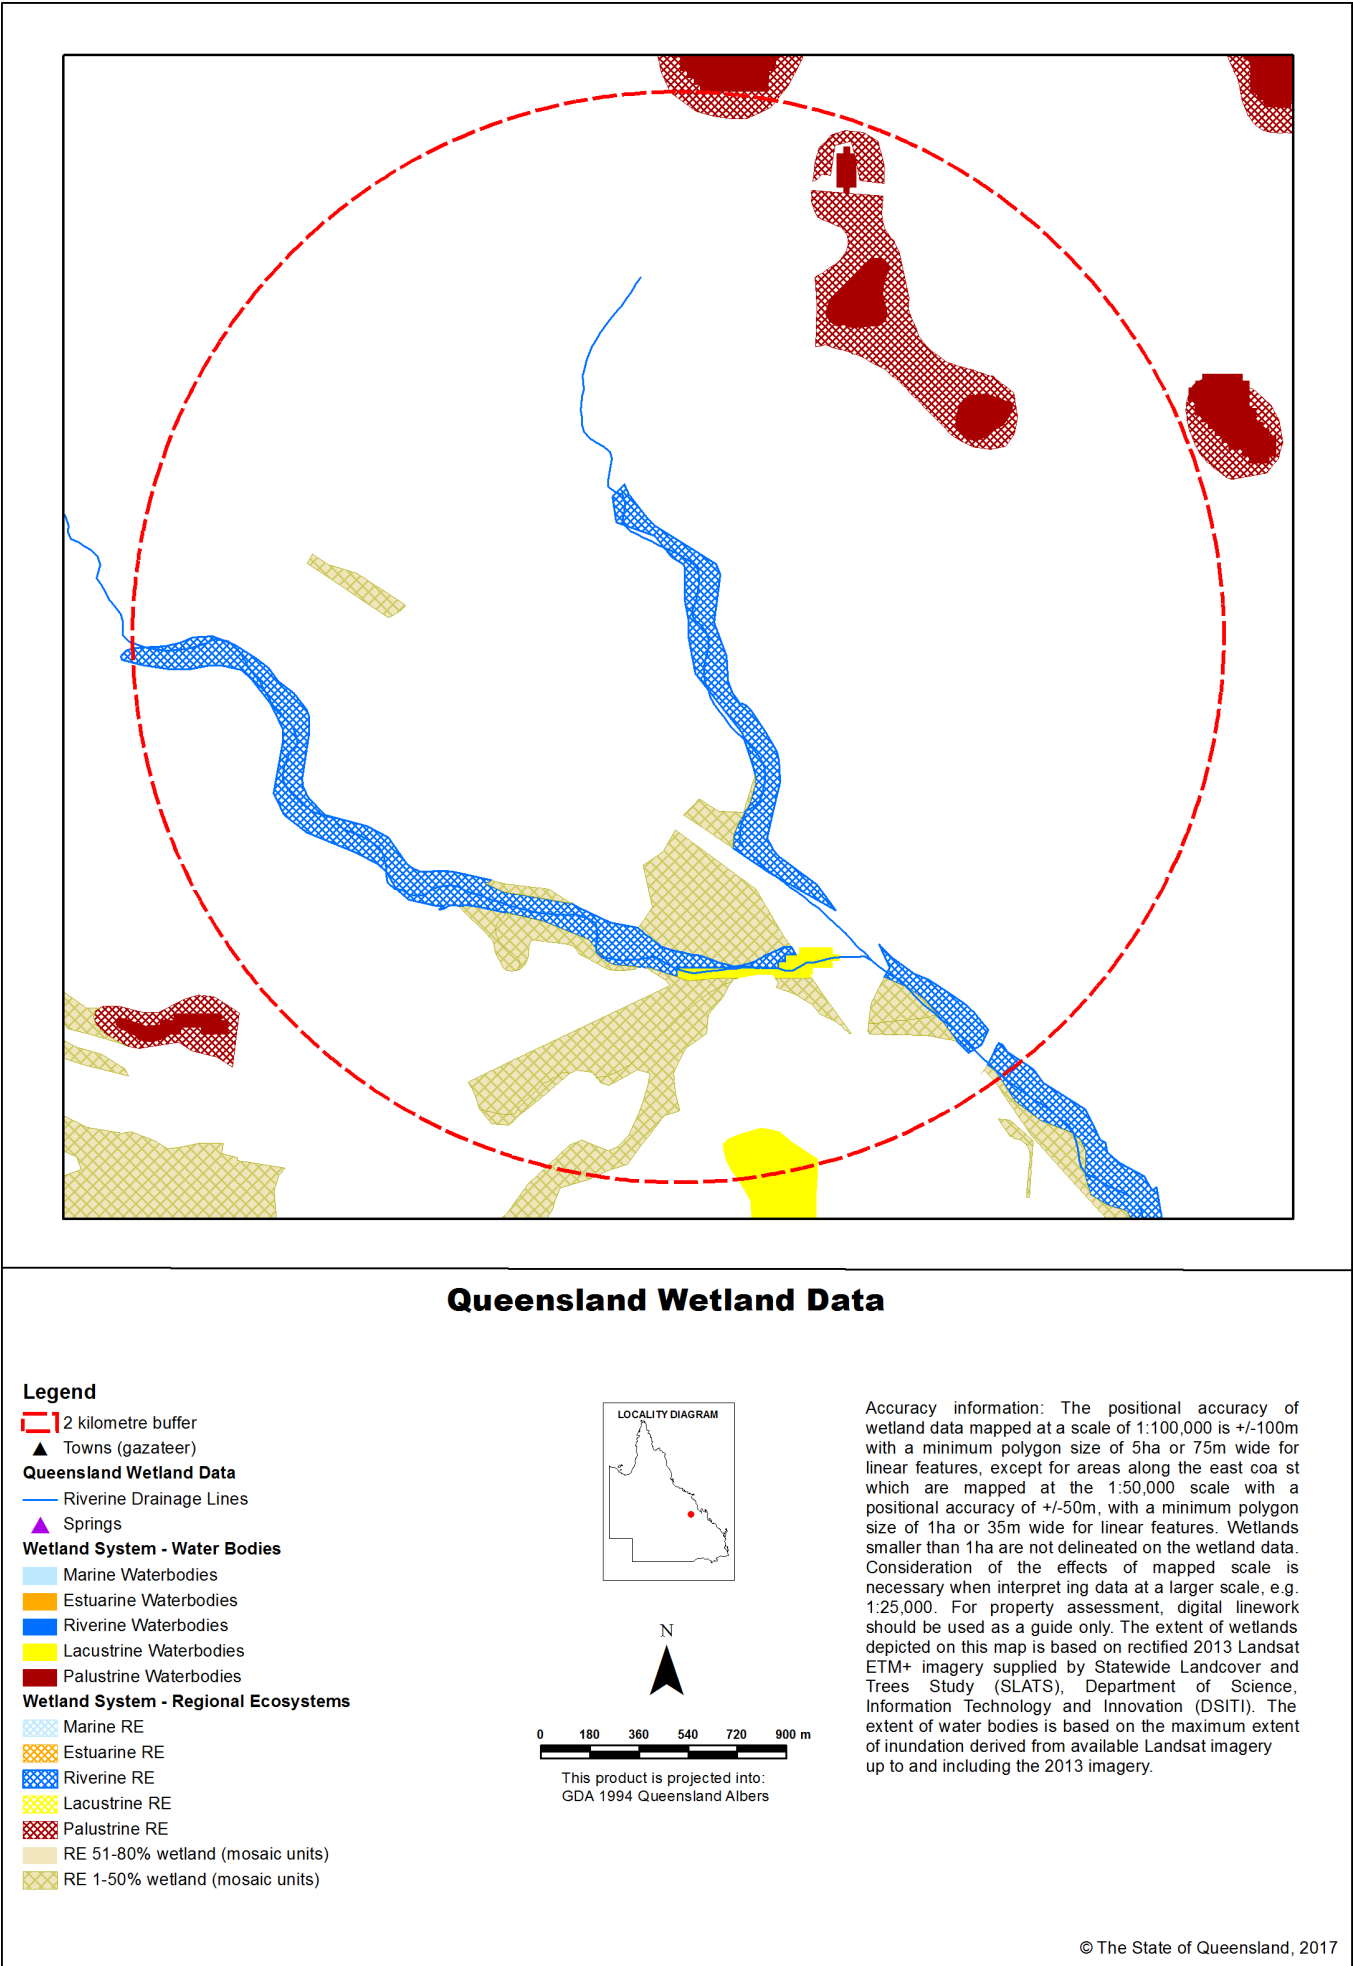 Queensland Wetland Data
Legend
2 kilometre buffer
Towns (gazateer)
Queensland Wetland Data
Riverine Drainage Lines
Springs
Wetland System - Water Bodies
Marine Waterbodies
Estuarine Waterbodies
Riverine Waterbodies
Lacustrine Waterbodies
Palustrine Waterbodies
Wetland System - Regional Ecosystems
Marine RE
Estuarine RE
Riverine RE
Lacustrine RE
Palustrine RE
RE 51-80% wetland (mosaic units)
RE 1-50% wetland (mosaic units)
LOCALITY DIAGRAM
N
0 180 360 540 720 900 m
This product is projected into:
GDA 1994 Queensland Albers
Accuracy information: The positional accuracy of
wetland data mapped at a scale of 1:100,000 is +/-100m
with a minimum polygon size of 5ha or 75m wide for
linear features, except for areas along the east coa st
which are mapped at the 1:50,000 scale with a
positional accuracy of +/-50m, with a minimum polygon
size of 1ha or 35m wide for linear features. Wetlands
smaller than 1ha are not delineated on the wetland data.
Consideration of the effects of mapped scale is
necessary when interpret ing data at a larger scale, e.g.
1:25,000. For property assessment, digital linework
should be used as a guide only. The extent of wetlands
depicted on this map is based on rectified 2013 Landsat
ETM+ imagery supplied by Statewide Landcover and
Trees Study (SLATS), Department of Science,
Information Technology and Innovation (DSITI). The
extent of water bodies is based on the maximum extent
of inundation derived from available Landsat imagery
up to and including the 2013 imagery.
© The State of Queensland, 2017